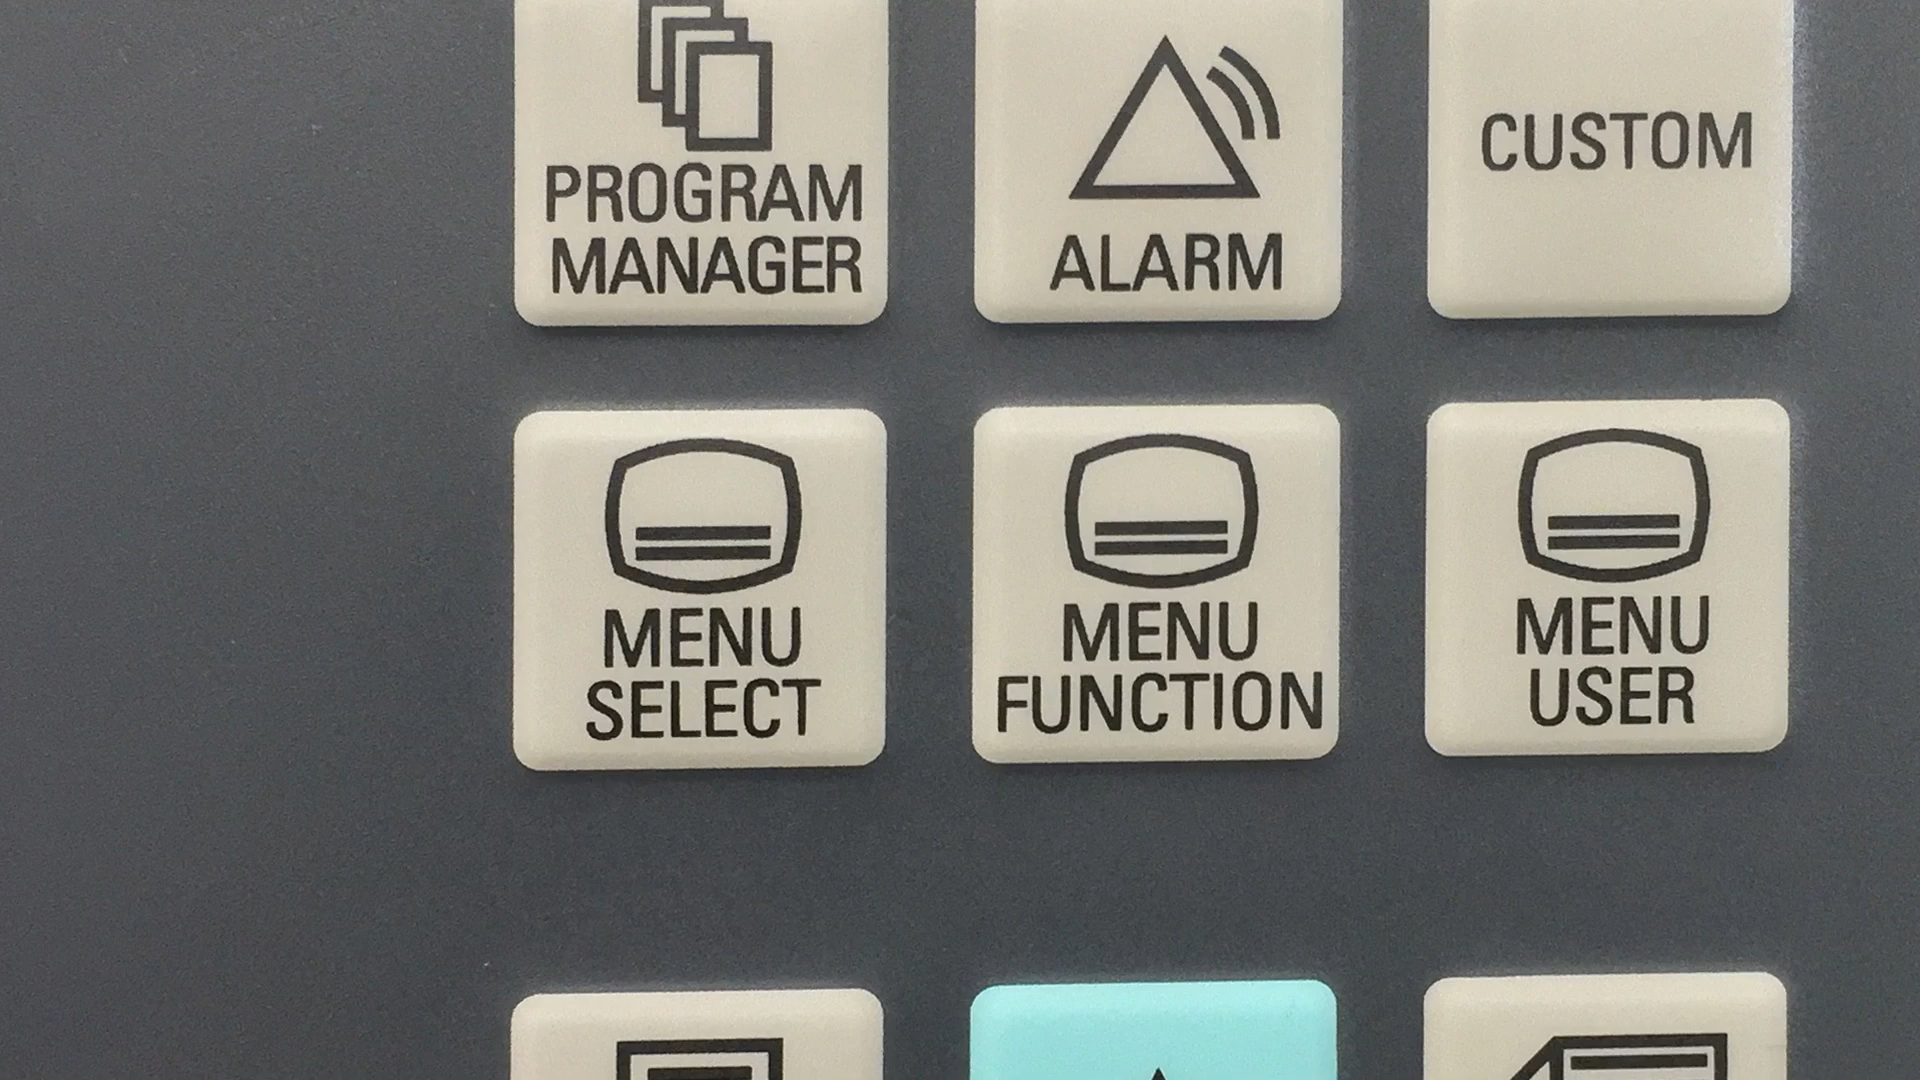 PROGRAM
MANAGER
ALARM
CUSTOM
MENU
SELECT
MENU
FUNCTION
MENU
USER